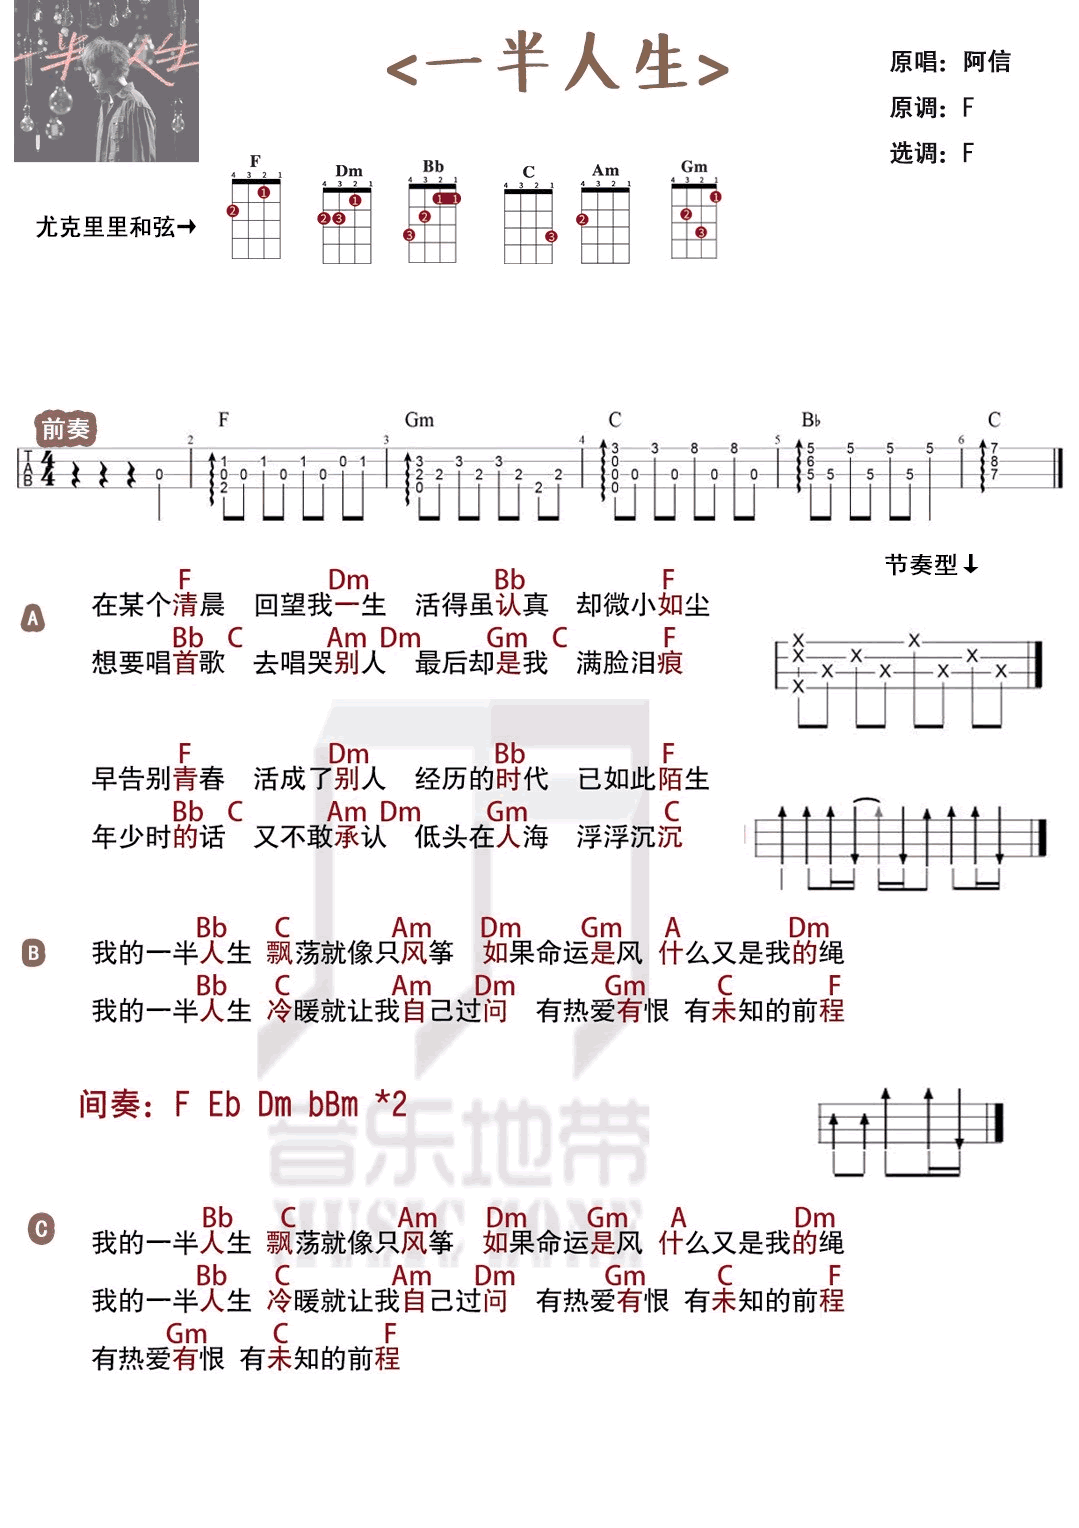 一半人生
<一半人生>
原唱：阿信
原调：F
选调：F
尤克里里和弦→
F Dm Bb C Am Gm
前奏
F Gm C B♭ C
节奏型↓
A
F Dm Bb F
在某个清晨 回望我一生 活得虽认真 却微小如尘
Bb C Am Dm Gm C F
想要唱首歌 去唱哭别人 最后却是我 满脸泪痕
F Dm Bb F
早告别青春 活成了别人 经历的时代 已如此陌生
Bb C Am Dm Gm C
年少时的话 又不敢承认 低头在人海 浮浮沉沉
B
Bb C Am Dm Gm A Dm
我的一半人生 飘荡就像只风筝 如果命运是风 什么又是我的绳
Bb C Am Dm Gm C F
我的一半人生 冷暖就让我自己过问 有热爱有恨 有未知的前程
间奏：F Eb Dm bBm *2
音乐地带
MUSIC ZONE
C
Bb C Am Dm Gm A Dm
我的一半人生 飘荡就像只风筝 如果命运是风 什么又是我的绳
Bb C Am Dm Gm C F
我的一半人生 冷暖就让我自己过问 有热爱有恨 有未知的前程
Gm C F
有热爱有恨 有未知的前程